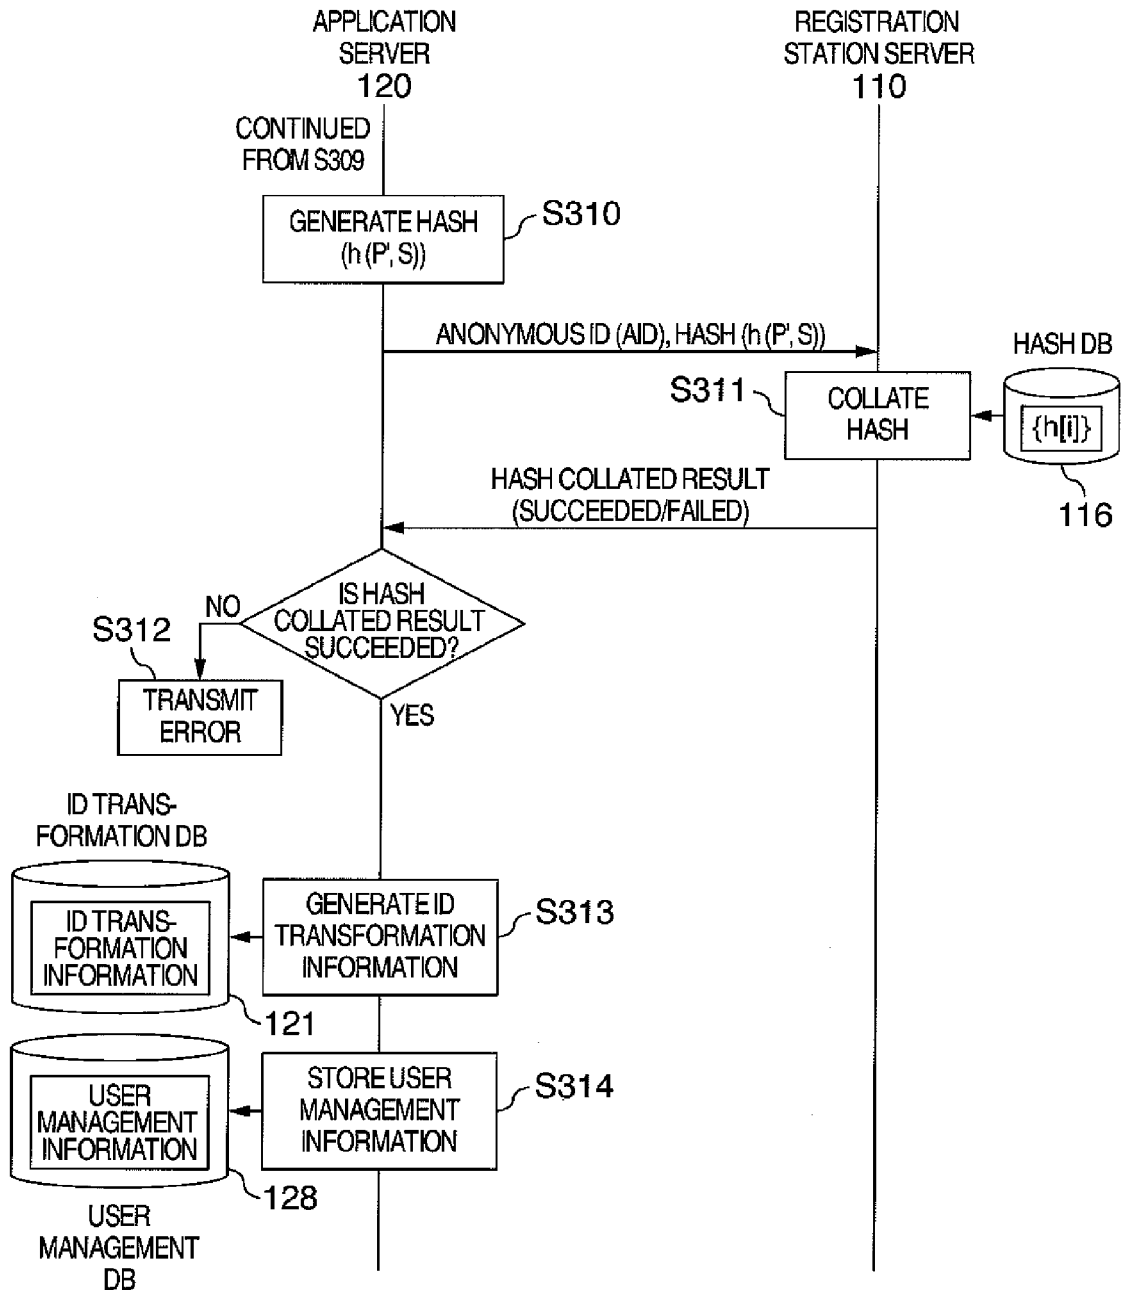 APPLICATION
SERVER
120
REGISTRATION
STATION SERVER
110
CONTINUED
FROM S309
GENERATE HASH
(h (P', S))
S310
ANONYMOUS ID (AID), HASH (h (P', S))
HASH DB
S311
COLLATE
HASH
{h[i]}
116
HASH COLLATED RESULT
(SUCCEEDED/FAILED)
IS HASH
COLLATED RESULT
SUCCEEDED?
NO
S312
TRANSMIT
ERROR
YES
ID TRANS-
FORMATION DB
ID TRANS-
FORMATION
INFORMATION
121
GENERATE ID
TRANSFORMATION
INFORMATION
S313
USER
MANAGEMENT
INFORMATION
128
STORE USER
MANAGEMENT
INFORMATION
S314
USER
MANAGEMENT
DB